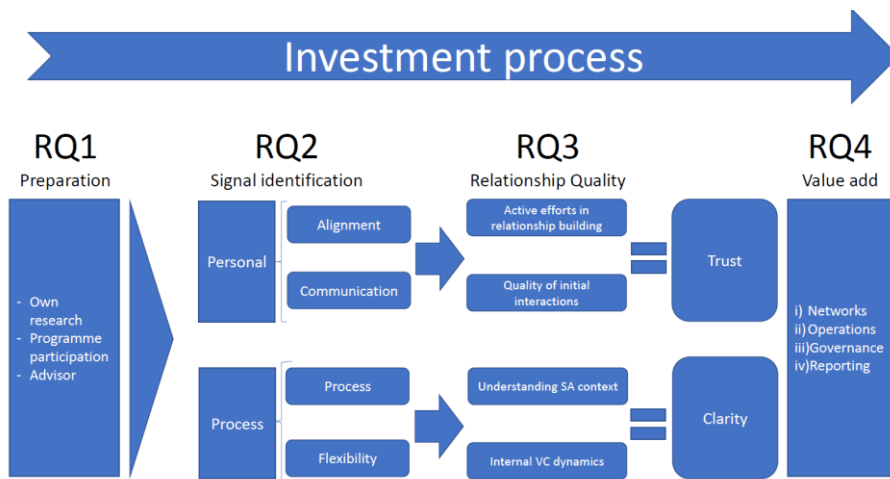 Investment process
RQ1
Preparation
- Own
research
- Programme
participation
- Advisor
RQ2
Signal identification
Personal
Alignment
Communication
Process
Process
Flexibility
RQ3
Relationship Quality
Active efforts in
relationship building
Quality of initial
interactions
Understanding SA context
Internal VC dynamics
Trust
Clarity
RQ4
Value add
i) Networks
ii) Operations
iii)Governance
iv)Reporting